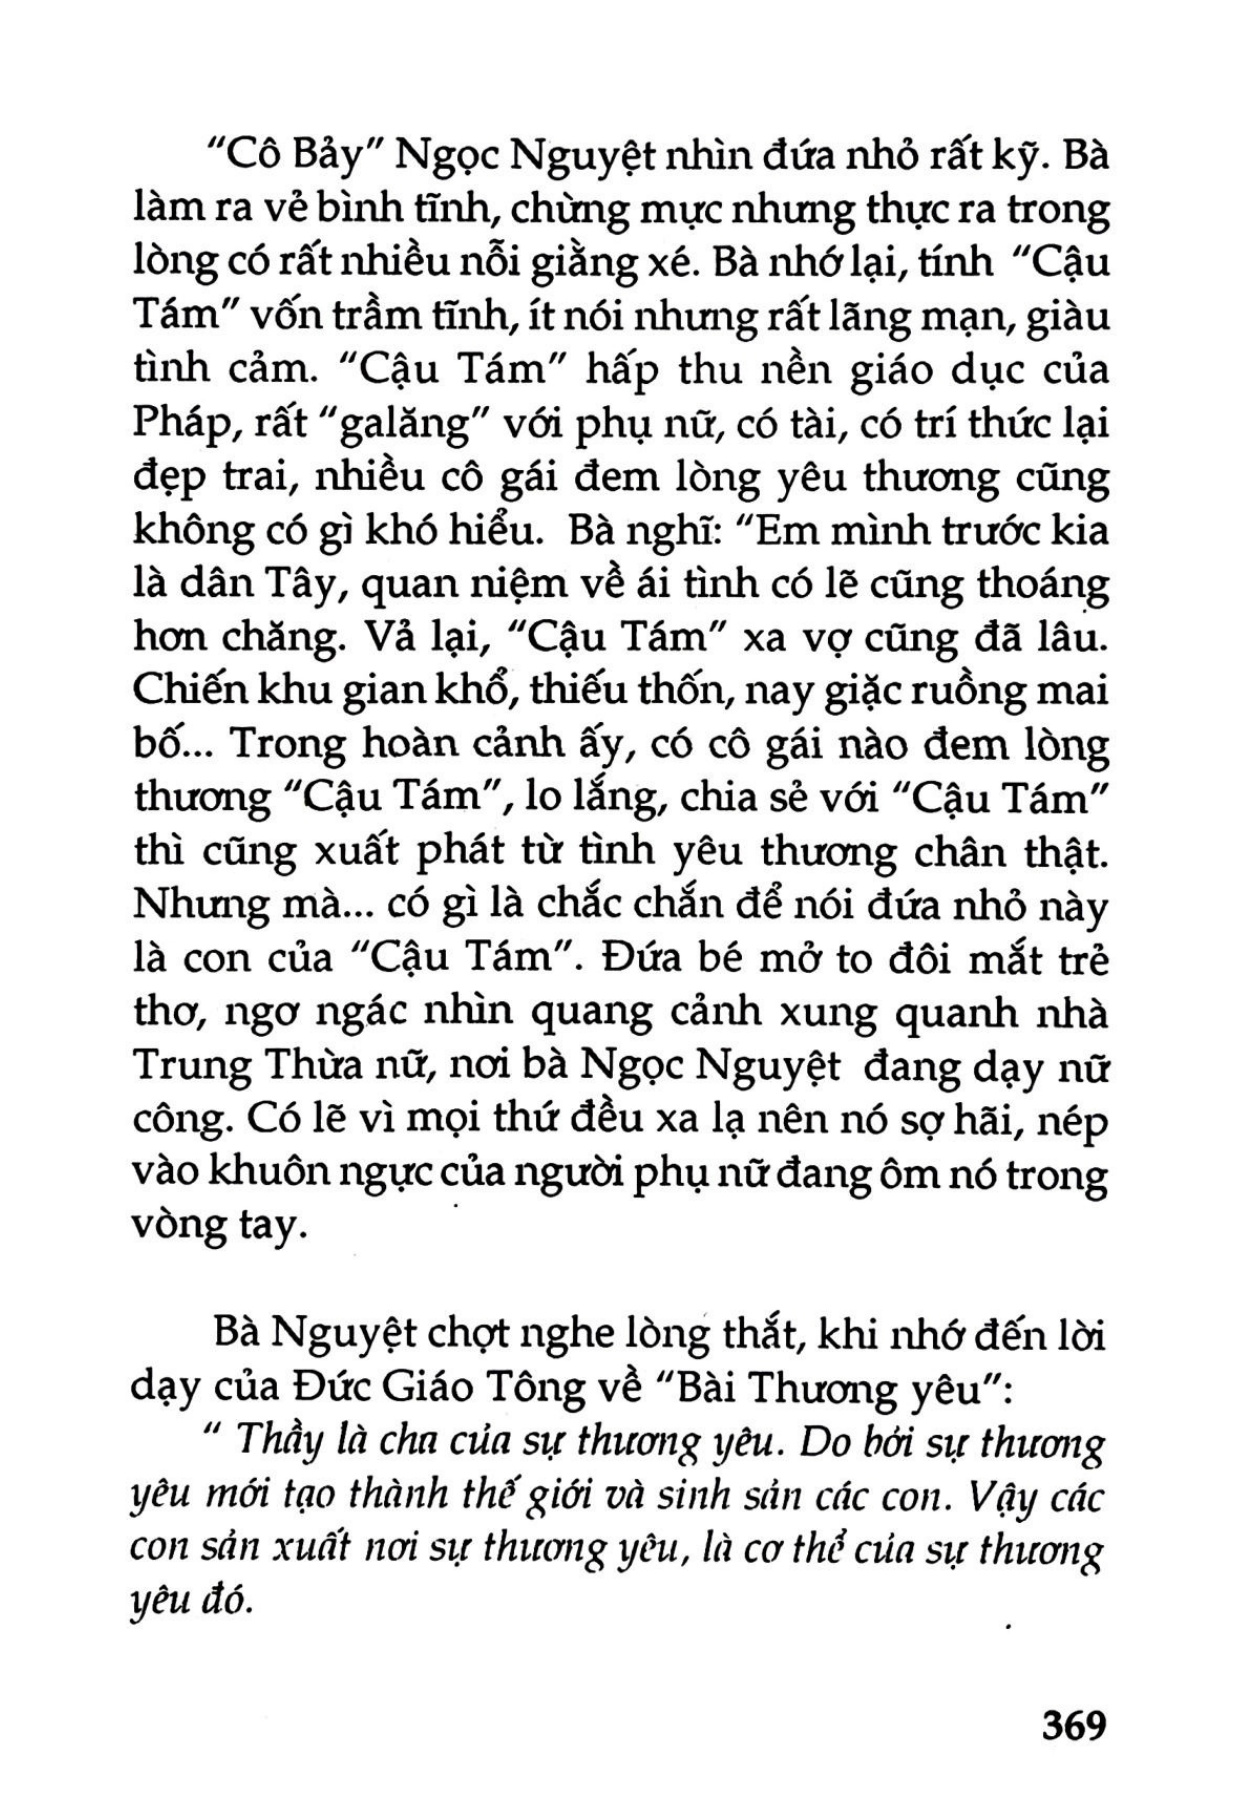 "Cô Bảy" Ngọc Nguyệt nhìn đứa nhỏ rất kỹ. Bà
làm ra vẻ bình tĩnh, chừng mực nhưng thực ra trong
lòng có rất nhiều nỗi giằng xé. Bà nhớ lại, tính "Cậu
Tám" vốn trầm tĩnh, ít nói nhưng rất lãng mạn, giàu
tình cảm. "Cậu Tám" hấp thu nền giáo dục của
Pháp, rất "galăng" với phụ nữ, có tài, có trí thức lại
đẹp trai, nhiều cô gái đem lòng yêu thương cũng
không có gì khó hiểu. Bà nghĩ: "Em mình trước kia
là dân Tây, quan niệm về ái tình có lẽ cũng thoáng
hơn chăng. Vả lại, "Cậu Tám" xa vợ cũng đã lâu.
Chiến khu gian khổ, thiếu thốn, nay giặc ruồng mai
bố... Trong hoàn cảnh ấy, có cô gái nào đem lòng
thương "Cậu Tám", lo lắng, chia sẻ với "Cậu Tám"
thì cũng xuất phát từ tình yêu thương chân thật.
Nhưng mà... có gì là chắc chắn để nói đứa nhỏ này
là con của "Cậu Tám". Đứa bé mở to đôi mắt trẻ
thơ, ngơ ngác nhìn quang cảnh xung quanh nhà
Trung Thừa nữ, nơi bà Ngọc Nguyệt đang dạy nữ
công. Có lẽ vì mọi thứ đều xa lạ nên nó sợ hãi, nép
vào khuôn ngực của người phụ nữ đang ôm nó trong
vòng tay.
Bà Nguyệt chợt nghe lòng thắt, khi nhớ đến lời
dạy của Đức Giáo Tông về "Bài Thương yêu":
" Thầy là cha của sự thương yêu. Do bởi sự thương
yêu mới tạo thành thế giới và sinh sản các con. Vậy các
con sản xuất nơi sự thương yêu, là cơ thể của sự thương
yêu đó.
369